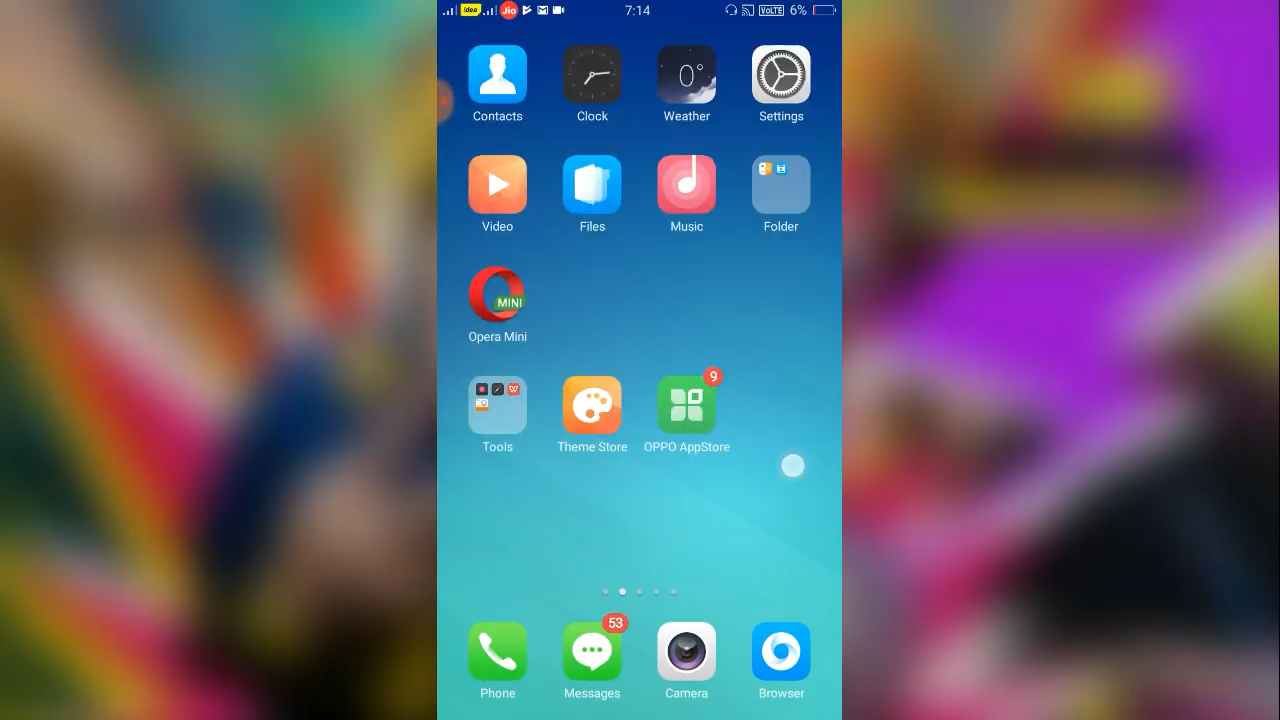 Idea Jio 7:14 VoLTE 6%
0°
Contacts Clock Weather Settings
Video Files Music Folder
MINI
Opera Mini
9
Tools Theme Store OPPO AppStore
53
Phone Messages Camera Browser